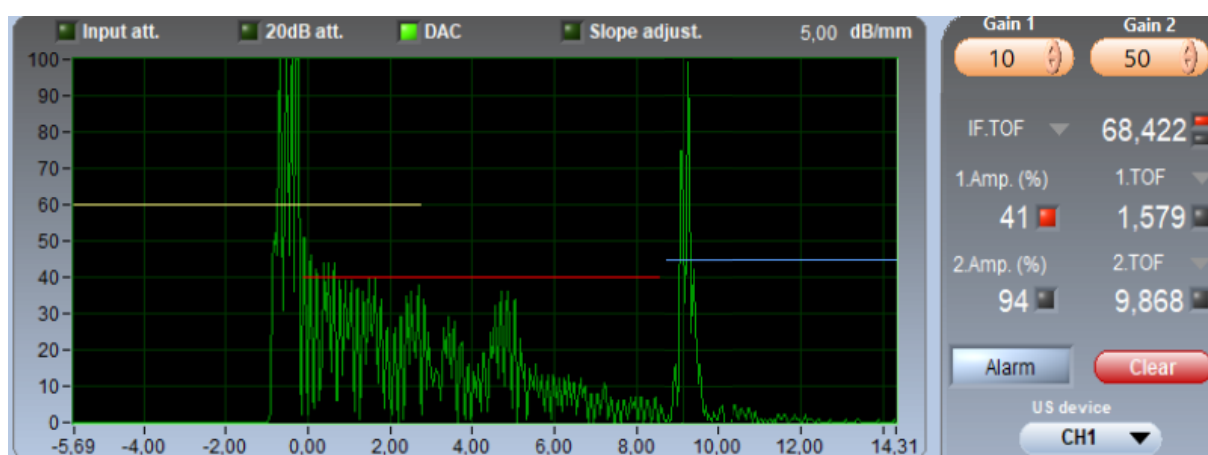 Input att. 20dB att. DAC Slope adjust. 5,00 dB/mm
100
90
80
70
60
50
40
30
20
10
0
-5,69 -4,00 -2,00 0,00 2,00 4,00 6,00 8,00 10,00 12,00 14,31
Gain 1 Gain 2
10 50
IF.TOF 68,422
1.Amp. (%) 1.TOF
41 1,579
2.Amp. (%) 2.TOF
94 9,868
Alarm Clear
US device
CH1